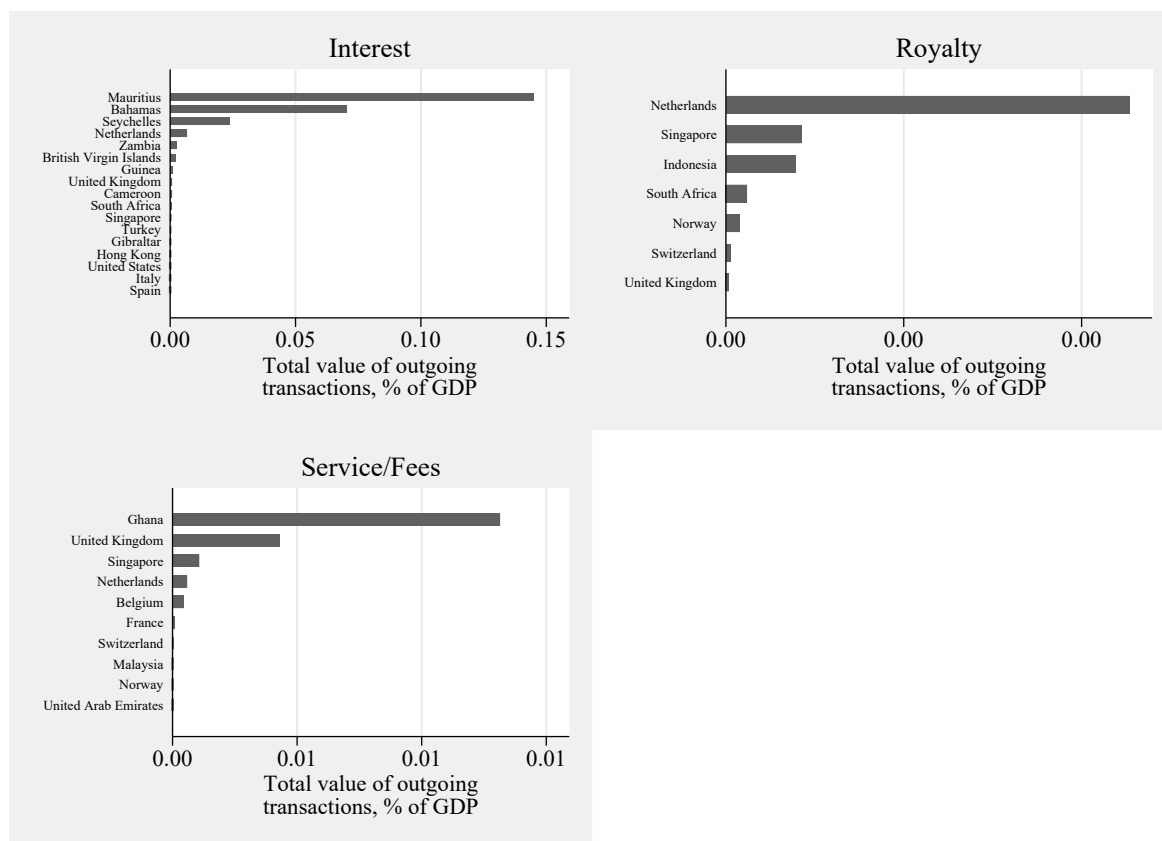 Interest
Mauritius
Bahamas
Seychelles
Netherlands
Zambia
British Virgin Islands
Guinea
United Kingdom
Cameroon
South Africa
Singapore
Turkey
Gibraltar
Hong Kong
United States
Italy
Spain
0.00 0.05 0.10 0.15
Total value of outgoing
transactions, % of GDP
Royalty
Netherlands
Singapore
Indonesia
South Africa
Norway
Switzerland
United Kingdom
0.00 0.00 0.00
Total value of outgoing
transactions, % of GDP
Service/Fees
Ghana
United Kingdom
Singapore
Netherlands
Belgium
France
Switzerland
Malaysia
Norway
United Arab Emirates
0.00 0.01 0.01 0.01
Total value of outgoing
transactions, % of GDP